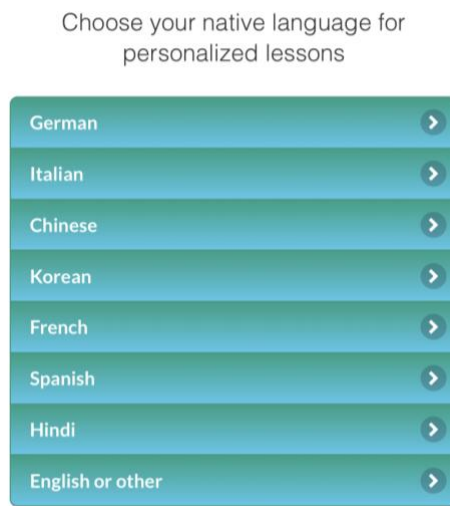 Choose your native language for
personalized lessons
German
Italian
Chinese
Korean
French
Spanish
Hindi
English or other